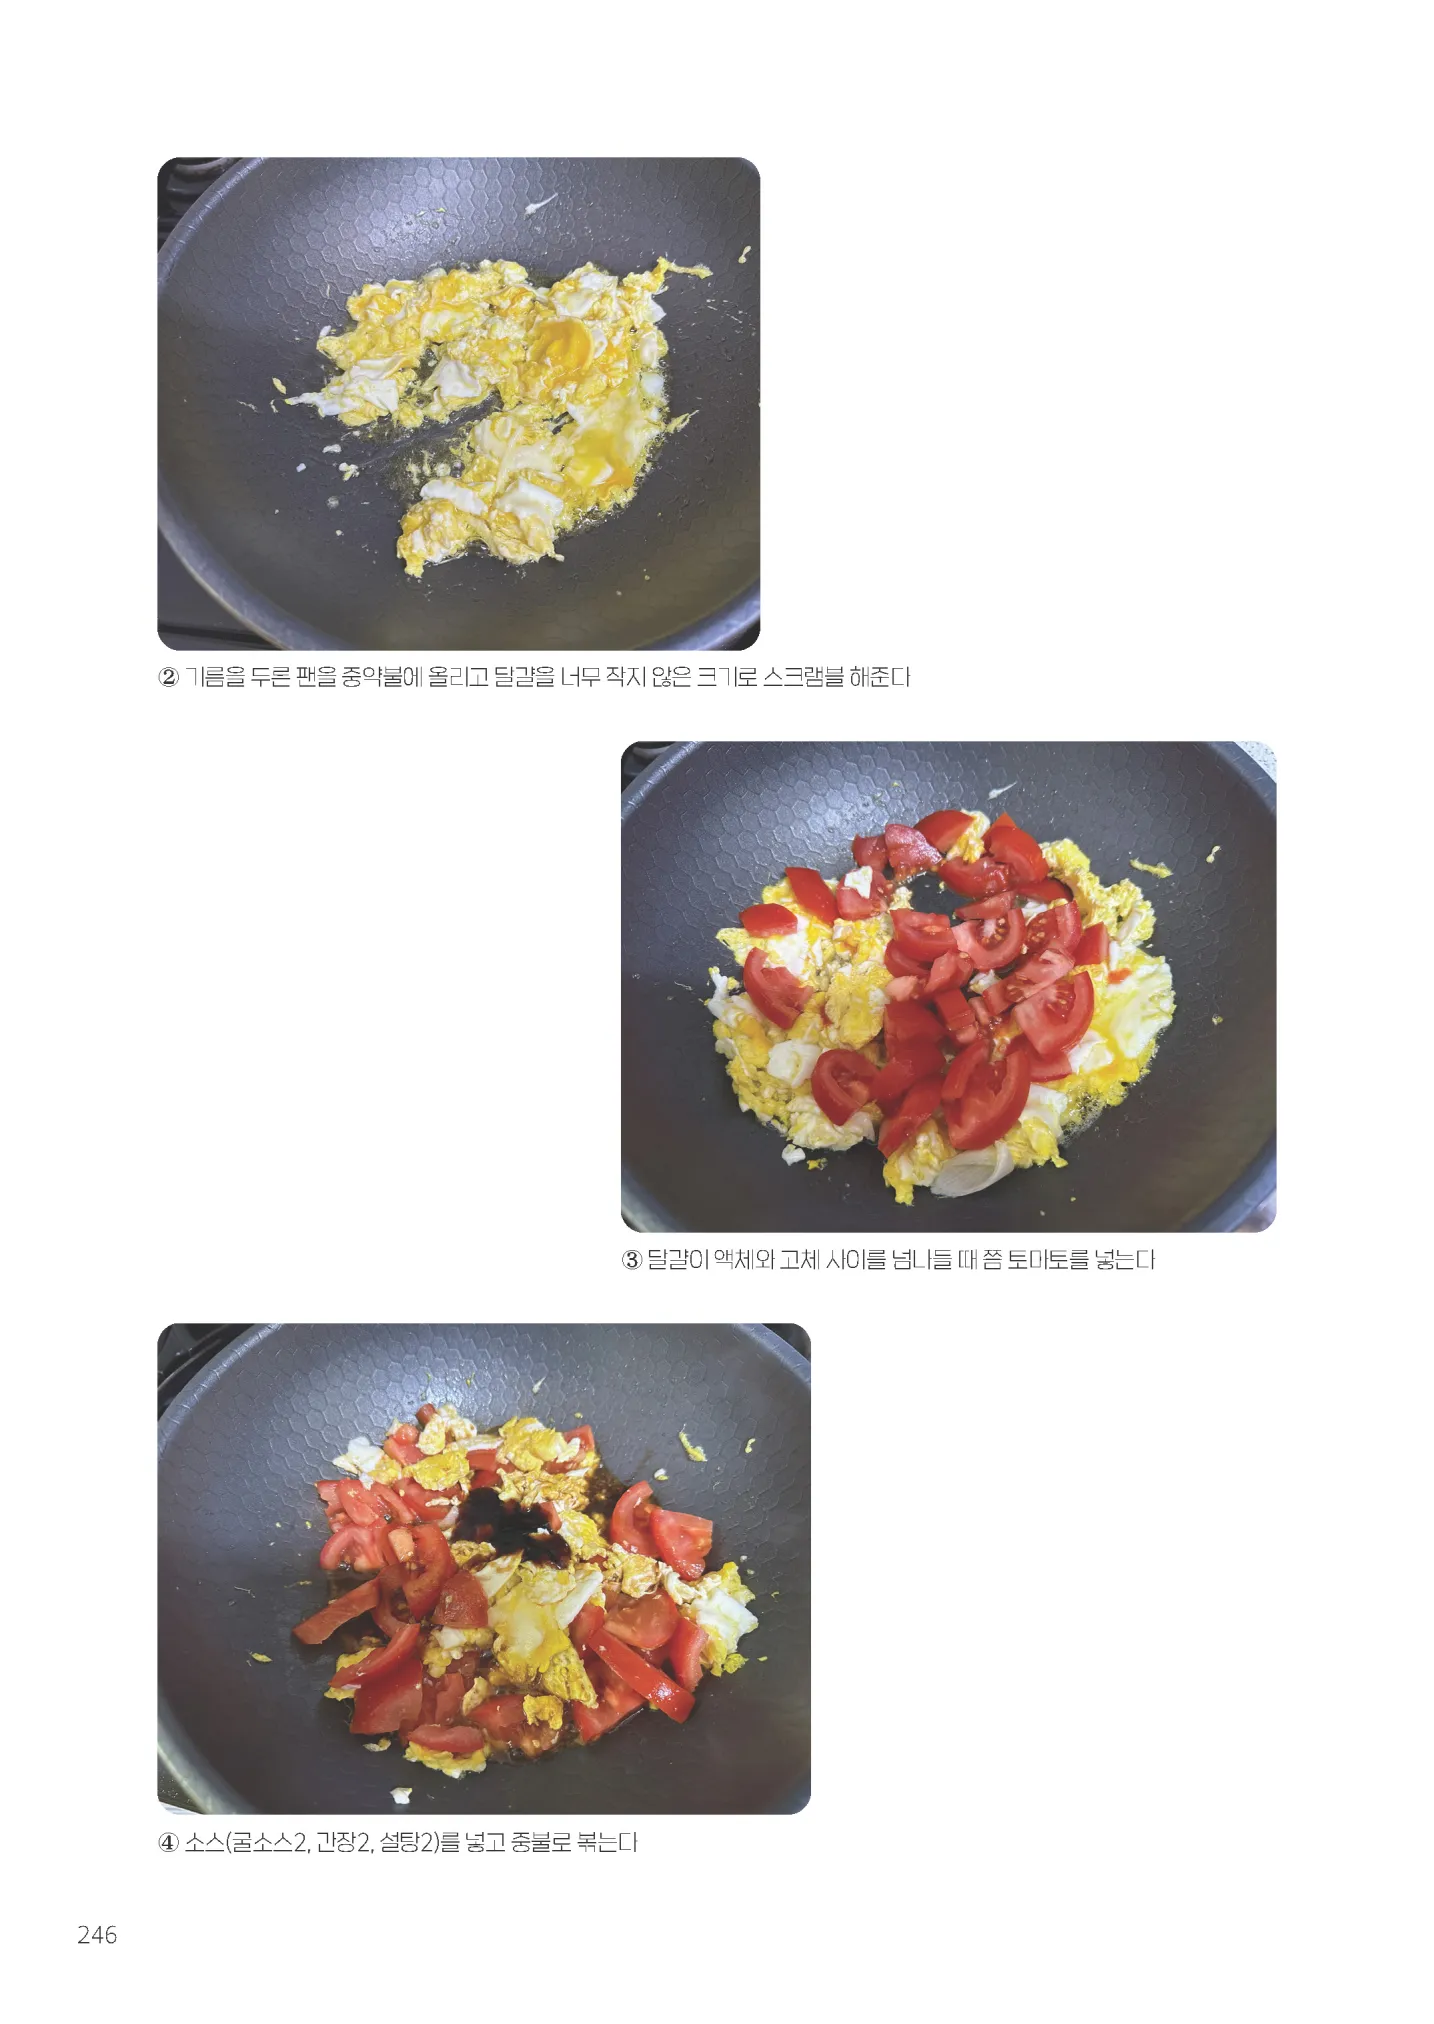 ② 기름을 두른 팬을 중약불에 올리고 달걀을 너무 작지 않은 크기로 스크램블 해준다
③ 달걀이 액체와 고체 사이를 넘나들 때 쯤 토마토를 넣는다
④ 소스(굴소스2, 간장2, 설탕2)를 넣고 중불로 볶는다
246